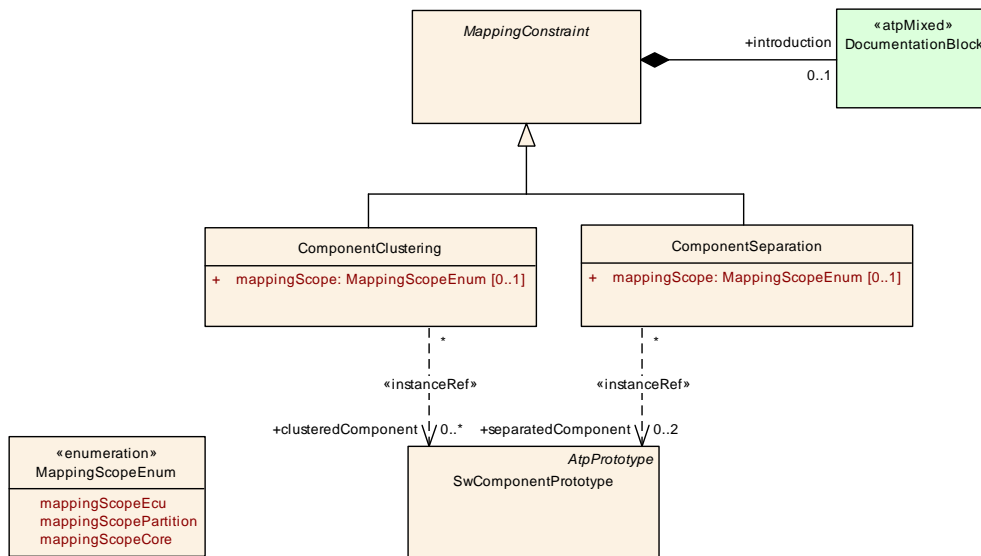 MappingConstraint
«atpMixed»
DocumentationBlock
+introduction
0..1
ComponentClustering
+ mappingScope: MappingScopeEnum [0..1]
ComponentSeparation
+ mappingScope: MappingScopeEnum [0..1]
*
*
«instanceRef»
«instanceRef»
+clusteredComponent
0..*
+separatedComponent
0..2
«enumeration»
MappingScopeEnum
mappingScopeEcu
mappingScopePartition
mappingScopeCore
AtpPrototype
SwComponentPrototype